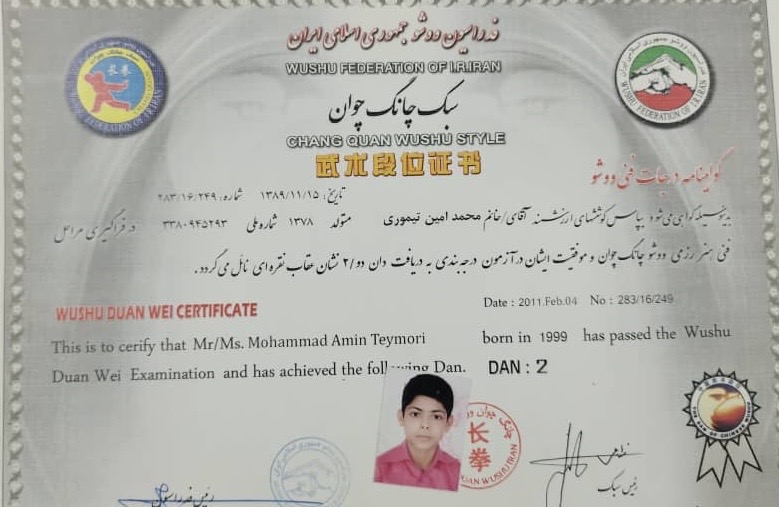 فدراسیون ووشو جمهوری اسلامی ایران
WUSHU FEDERATION OF I.R.IRAN
سبک چانگ چوان
CHANG QUAN WUSHU STYLE
武术段位证书
گواهینامه درجات فنی ووشو
تاریخ: ۱۳۸۹/۱۱/۱۵ شماره: ۲۸۳/۱۶/۲۴۹
بدینوسیله گواهی می شود بپاس کوششهای ارزشمند آقای/خانم محمد امین تیموری متولد ۱۳۷۸ شماره ملی ۳۳۸۰۹۴۵۲۹۳ در فراگیری مراحل
فنی هنر رزمی ووشو چانگ چوان و موفقیت ایشان در آزمون درجه بندی به دریافت دان دو/۲ نشان عقاب نقره ای نائل می گردد.
WUSHU DUAN WEI CERTIFICATE
Date : 2011.Feb.04 No : 283/16/249
This is to certify that Mr/Ms. Mohammad Amin Teymori born in 1999 has passed the Wushu
Duan Wei Examination and has achieved the following Dan. DAN : 2
长拳
رئیس فدراسیون
رئیس سبک
WUSHU FEDERATION OF I.R.IRAN